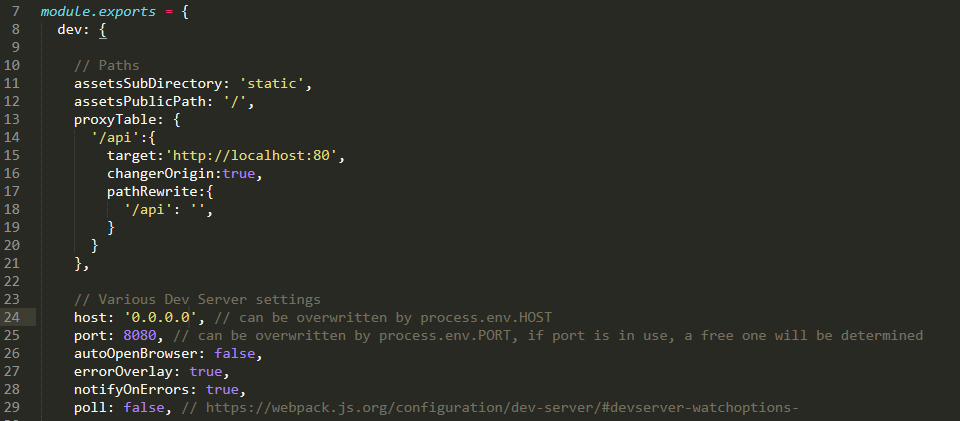 7 module.exports = {
8 dev: {
9
10 // Paths
11 assetsSubDirectory: 'static',
12 assetsPublicPath: '/',
13 proxyTable: {
14 '/api':{
15 target:'http://localhost:80',
16 changerOrigin:true,
17 pathRewrite:{
18 '/api': '',
19 }
20 }
21 },
22
23 // Various Dev Server settings
24 host: '0.0.0.0', // can be overwritten by process.env.HOST
25 port: 8080, // can be overwritten by process.env.PORT, if port is in use, a free one will be determined
26 autoOpenBrowser: false,
27 errorOverlay: true,
28 notifyOnErrors: true,
29 poll: false, // https://webpack.js.org/configuration/dev-server/#devserver-watchoptions-